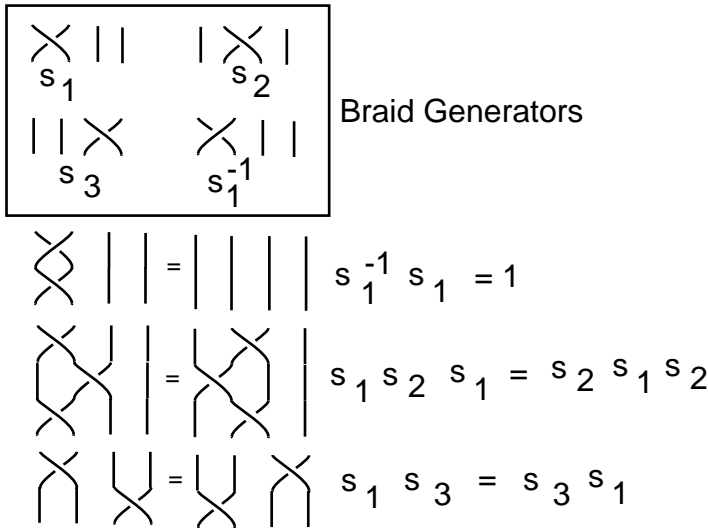 s₁ s₂
Braid Generators
s₃ s₁⁻¹
= s₁⁻¹ s₁ = 1
= s₁ s₂ s₁ = s₂ s₁ s₂
= s₁ s₃ = s₃ s₁